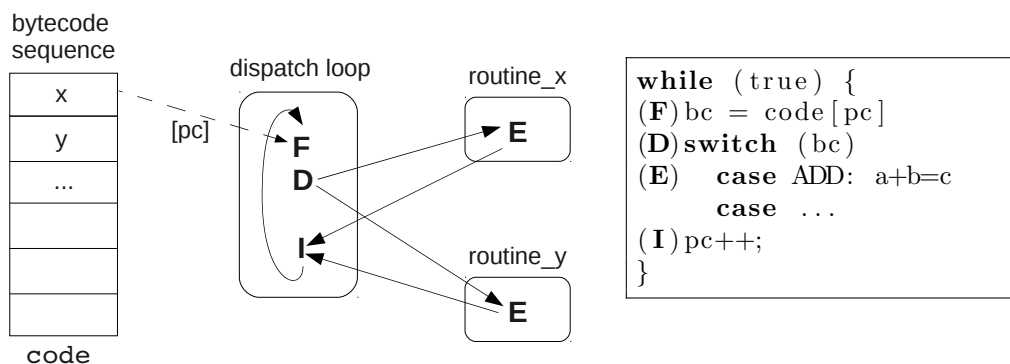 bytecode
sequence
x
y
...
code
[pc]
dispatch loop
F
D
I
routine_x
E
routine_y
E
while (true) {
(F) bc = code[pc]
(D) switch (bc)
(E) case ADD: a+b=c
case ...
(I) pc++;
}